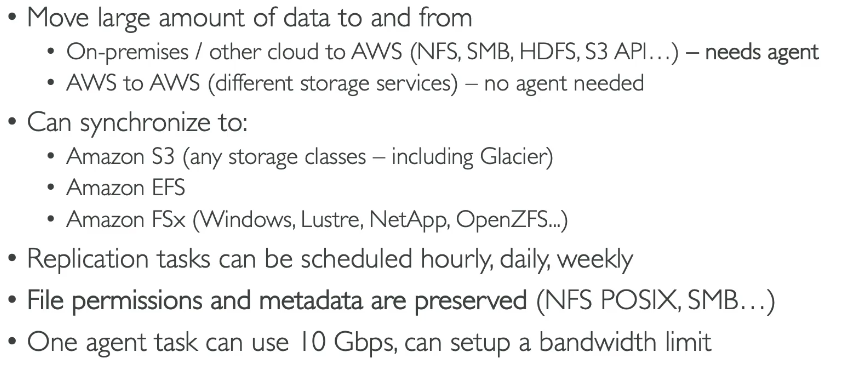 • Move large amount of data to and from
• On-premises / other cloud to AWS (NFS, SMB, HDFS, S3 API…) – needs agent
• AWS to AWS (different storage services) – no agent needed
• Can synchronize to:
• Amazon S3 (any storage classes – including Glacier)
• Amazon EFS
• Amazon FSx (Windows, Lustre, NetApp, OpenZFS...)
• Replication tasks can be scheduled hourly, daily, weekly
• File permissions and metadata are preserved (NFS POSIX, SMB…)
• One agent task can use 10 Gbps, can setup a bandwidth limit